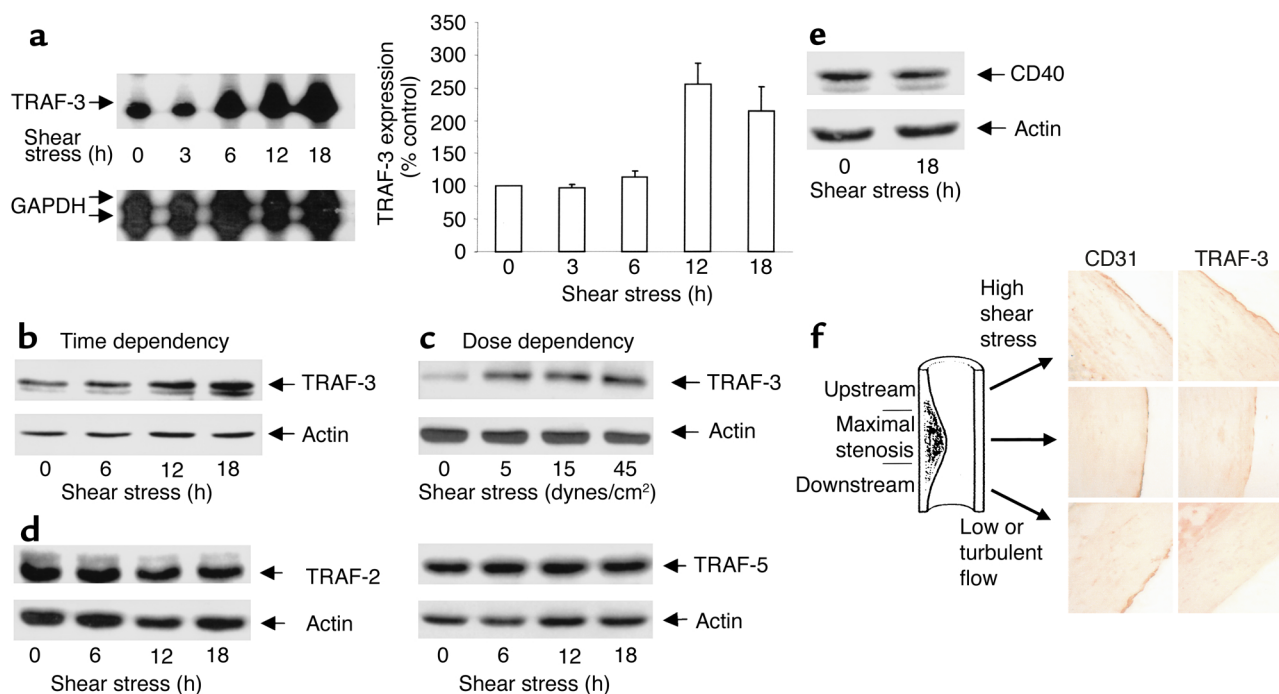 a
TRAF-3
Shear
stress (h)
0 3 6 12 18
GAPDH
TRAF-3 expression
(% control)
350
300
250
200
150
100
50
0
0 3 6 12 18
Shear stress (h)
e
CD40
Actin
0 18
Shear stress (h)
b
Time dependency
TRAF-3
Actin
0 6 12 18
Shear stress (h)
c
Dose dependency
TRAF-3
Actin
0 5 15 45
Shear stress (dynes/cm²)
d
TRAF-2
Actin
0 6 12 18
Shear stress (h)
TRAF-5
Actin
0 6 12 18
Shear stress (h)
f
CD31 TRAF-3
High
shear
stress
Upstream
Maximal
stenosis
Downstream
Low or
turbulent
flow